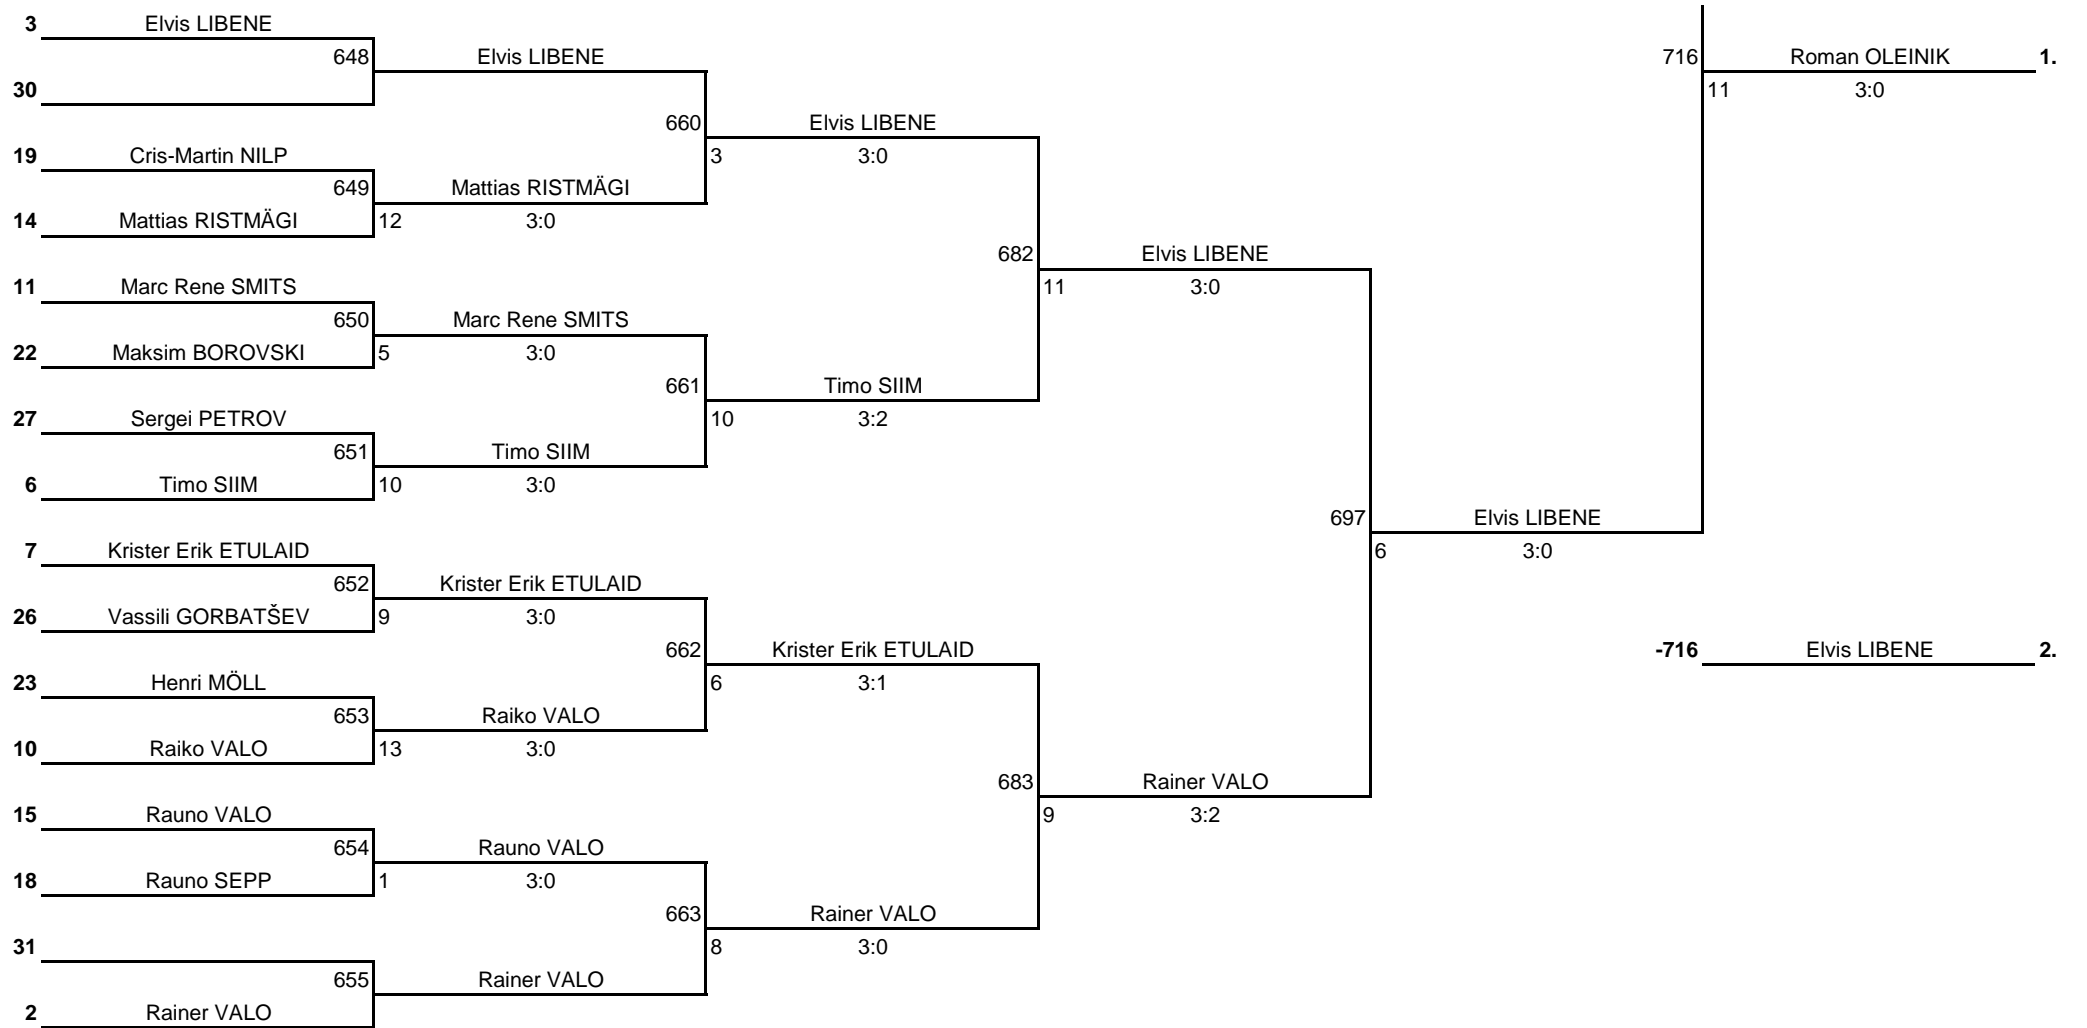 3 Elvis LIBENE
648 Elvis LIBENE 716 Roman OLEINIK 1.
30 11 3:0
660 Elvis LIBENE
19 Cris-Martin NILP 3 3:0
649 Mattias RISTMÄGI
14 Mattias RISTMÄGI 12 3:0
682 Elvis LIBENE
11 Marc Rene SMITS 11 3:0
650 Marc Rene SMITS
22 Maksim BOROVSKI 5 3:0
661 Timo SIIM
27 Sergei PETROV 10 3:2
651 Timo SIIM
6 Timo SIIM 10 3:0
697 Elvis LIBENE
7 Krister Erik ETULAID 6 3:0
652 Krister Erik ETULAID
26 Vassili GORBATŠEV 9 3:0
662 Krister Erik ETULAID -716 Elvis LIBENE 2.
23 Henri MÖLL 6 3:1
653 Raiko VALO
10 Raiko VALO 13 3:0
683 Rainer VALO
15 Rauno VALO 9 3:2
654 Rauno VALO
18 Rauno SEPP 1 3:0
663 Rainer VALO
31 8 3:0
655 Rainer VALO
2 Rainer VALO